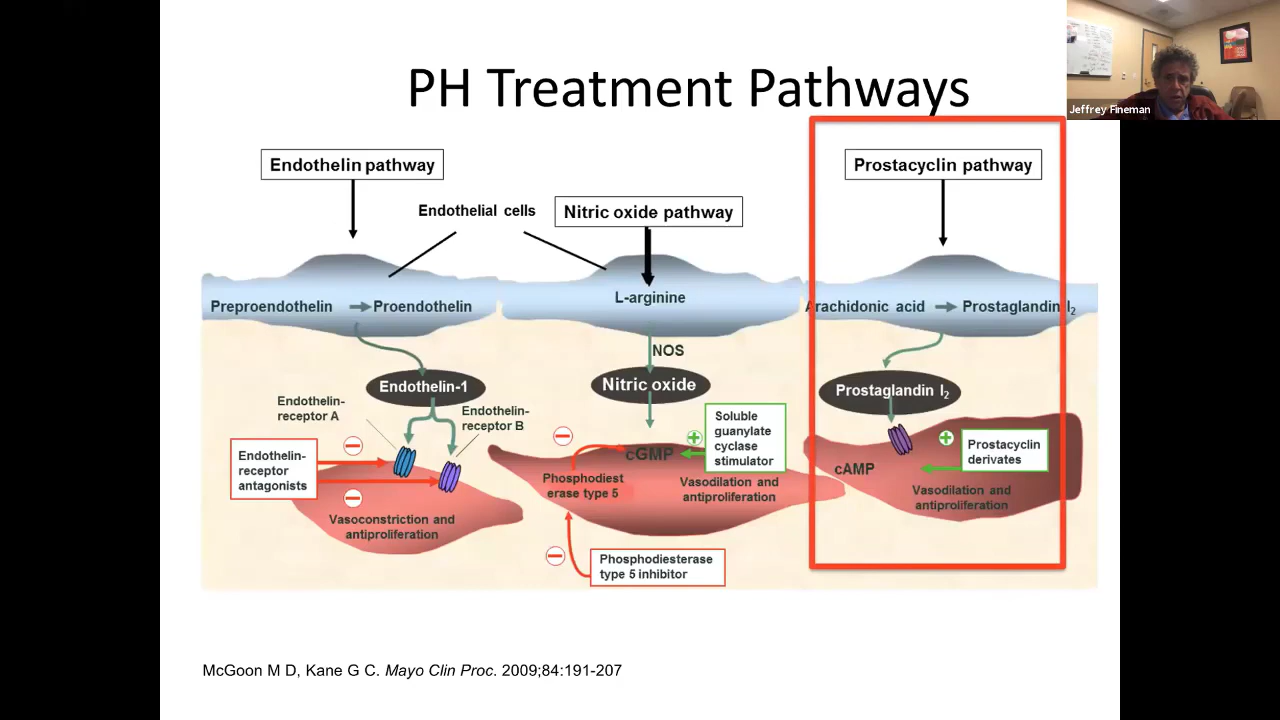 PH Treatment Pathways
Jeffrey Fineman
Endothelin pathway
Endothelial cells
Nitric oxide pathway
Prostacyclin pathway
Preproendothelin
Proendothelin
L-arginine
Arachidonic acid
Prostaglandin I2
NOS
Endothelin-1
Nitric oxide
Prostaglandin I2
Endothelin-
receptor A
Endothelin-
receptor B
Endothelin-
receptor
antagonists
Vasoconstriction and
antiproliferation
cGMP
Soluble
guanylate
cyclase
stimulator
Phosphodiest
erase type 5
Vasodilation and
antiproliferation
Phosphodiesterase
type 5 inhibitor
cAMP
Prostacyclin
derivates
Vasodilation and
antiproliferation
McGoon M D, Kane G C. Mayo Clin Proc. 2009;84:191-207